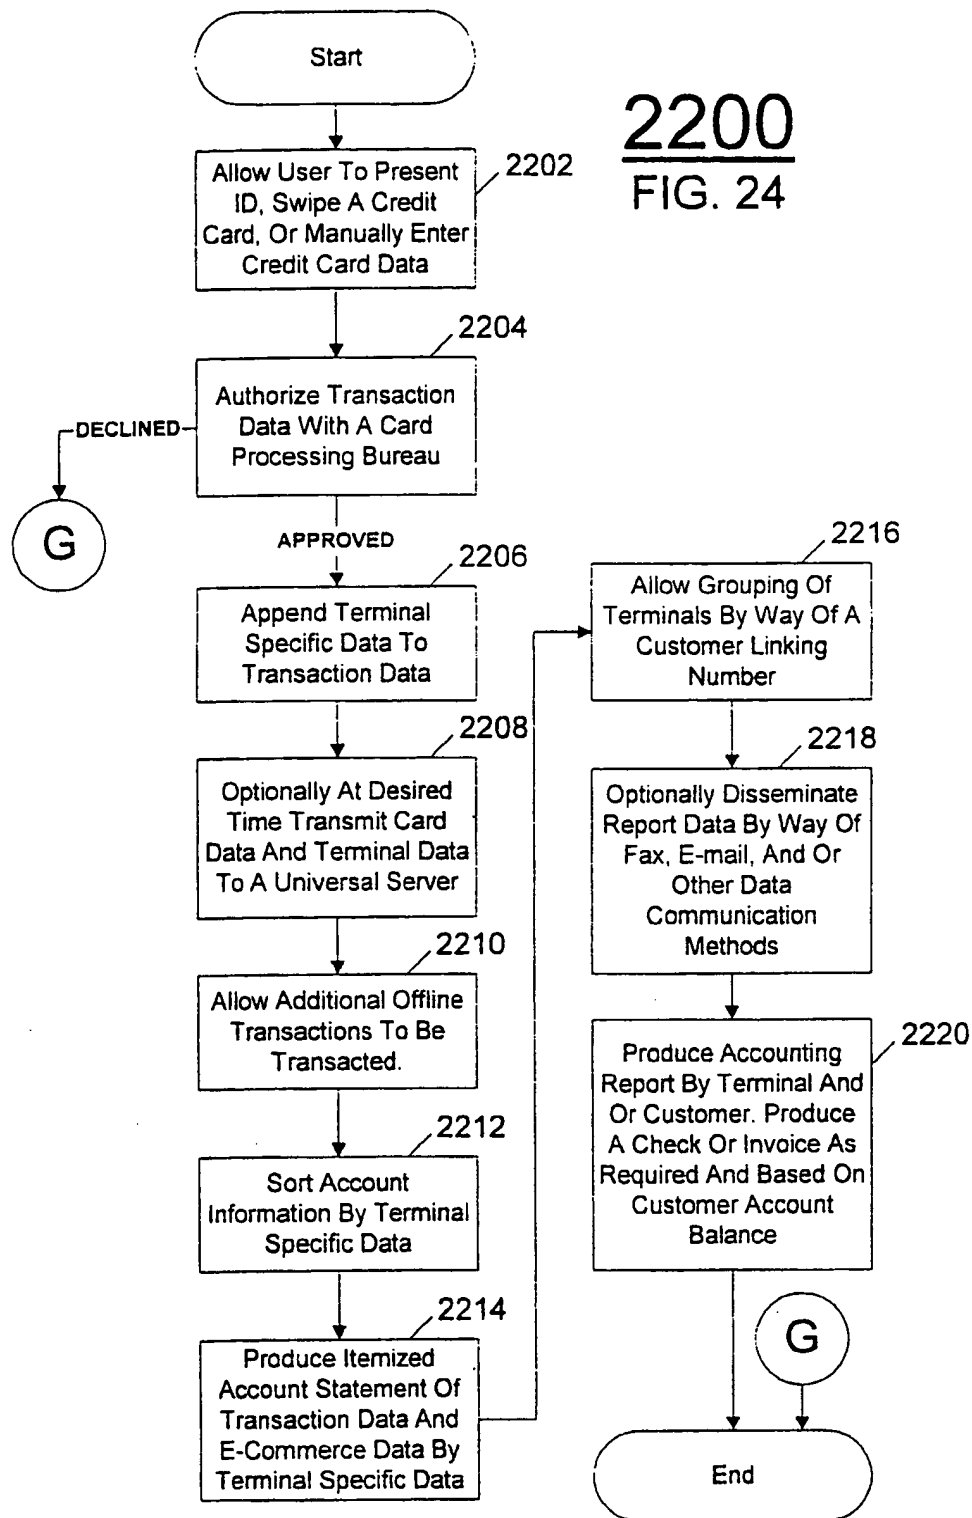 Start
2200
FIG. 24
2202
Allow User To Present
ID, Swipe A Credit
Card, Or Manually Enter
Credit Card Data
2204
Authorize Transaction
Data With A Card
Processing Bureau
DECLINED
G
APPROVED
2206
Append Terminal
Specific Data To
Transaction Data
2208
Optionally At Desired
Time Transmit Card
Data And Terminal Data
To A Universal Server
2210
Allow Additional Offline
Transactions To Be
Transacted.
2212
Sort Account
Information By Terminal
Specific Data
2214
Produce Itemized
Account Statement Of
Transaction Data And
E-Commerce Data By
Terminal Specific Data
2216
Allow Grouping Of
Terminals By Way Of A
Customer Linking
Number
2218
Optionally Disseminate
Report Data By Way Of
Fax, E-mail, And Or
Other Data
Communication
Methods
2220
Produce Accounting
Report By Terminal And
Or Customer. Produce
A Check Or Invoice As
Required And Based On
Customer Account
Balance
G
End